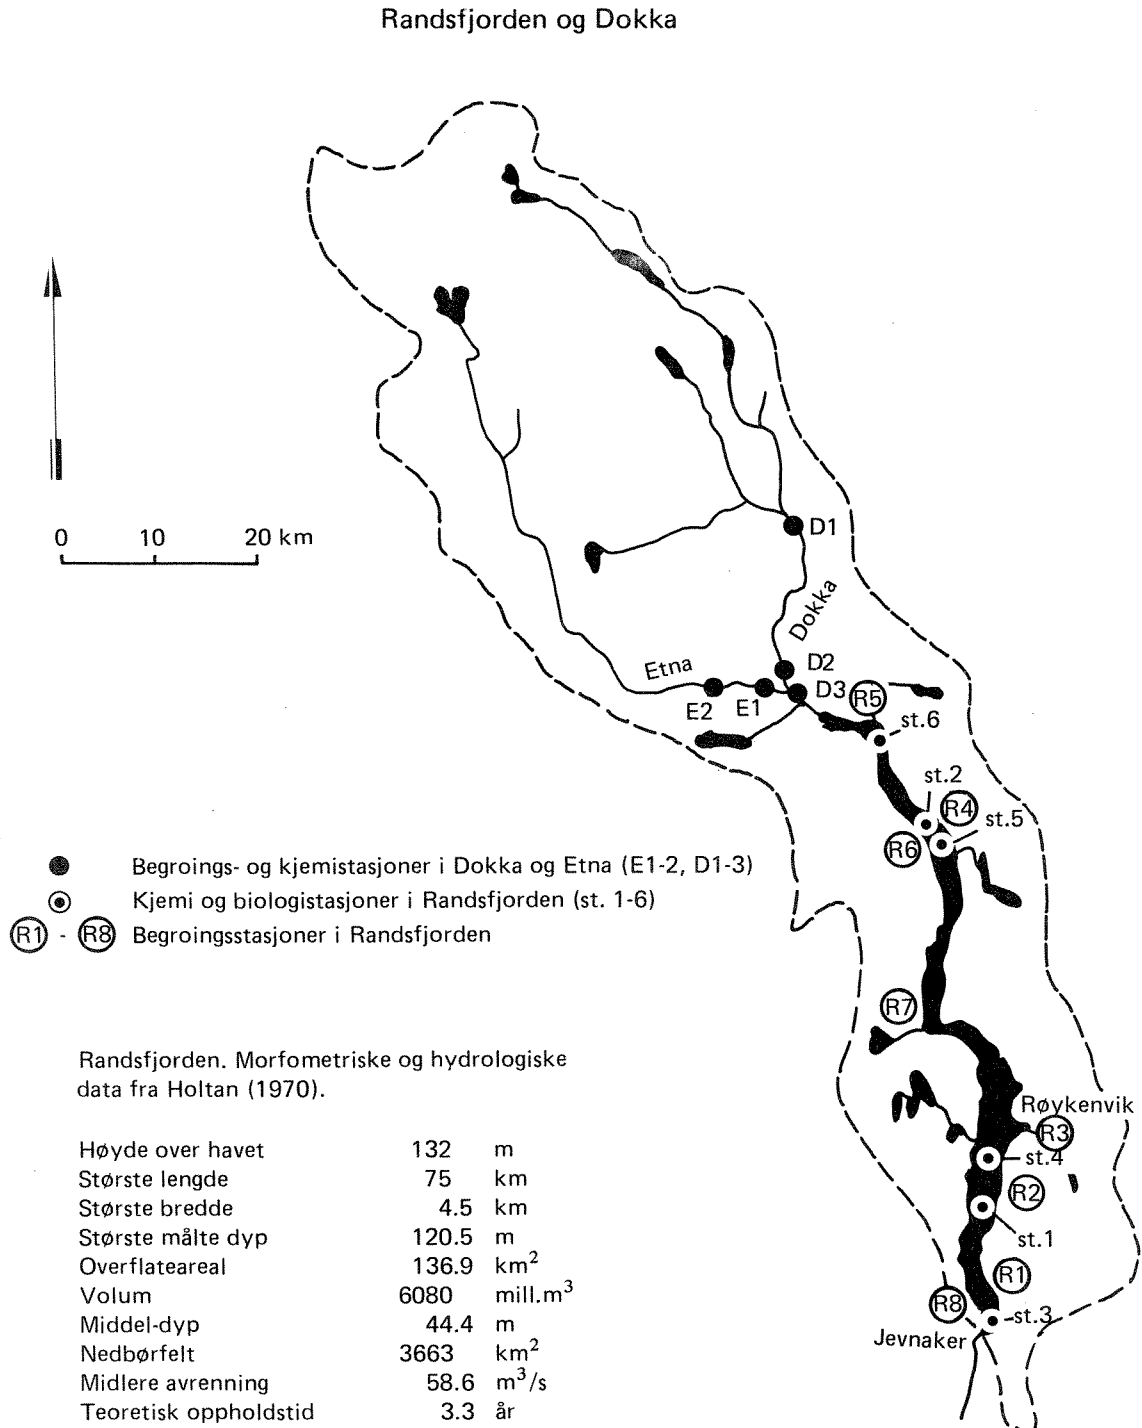 Randsfjorden og Dokka
0 10 20 km
D1
Dokka
D2
Etna
D3
R5
E2
E1
st.6
st.2
R4
st.5
R6
Begroings- og kjemistasjoner i Dokka og Etna (E1-2, D1-3)
Kjemi og biologistasjoner i Randsfjorden (st. 1-6)
R1 - R8 Begroingsstasjoner i Randsfjorden
R7
Randsfjorden. Morfometriske og hydrologiske
data fra Holtan (1970).
Røykenvik
R3
st.4
R2
st.1
R1
R8
st.3
Jevnaker
Høyde over havet 132 m
Største lengde 75 km
Største bredde 4.5 km
Største målte dyp 120.5 m
Overflateareal 136.9 km²
Volum 6080 mill.m³
Middel-dyp 44.4 m
Nedbørfelt 3663 km²
Midlere avrenning 58.6 m³/s
Teoretisk oppholdstid 3.3 år